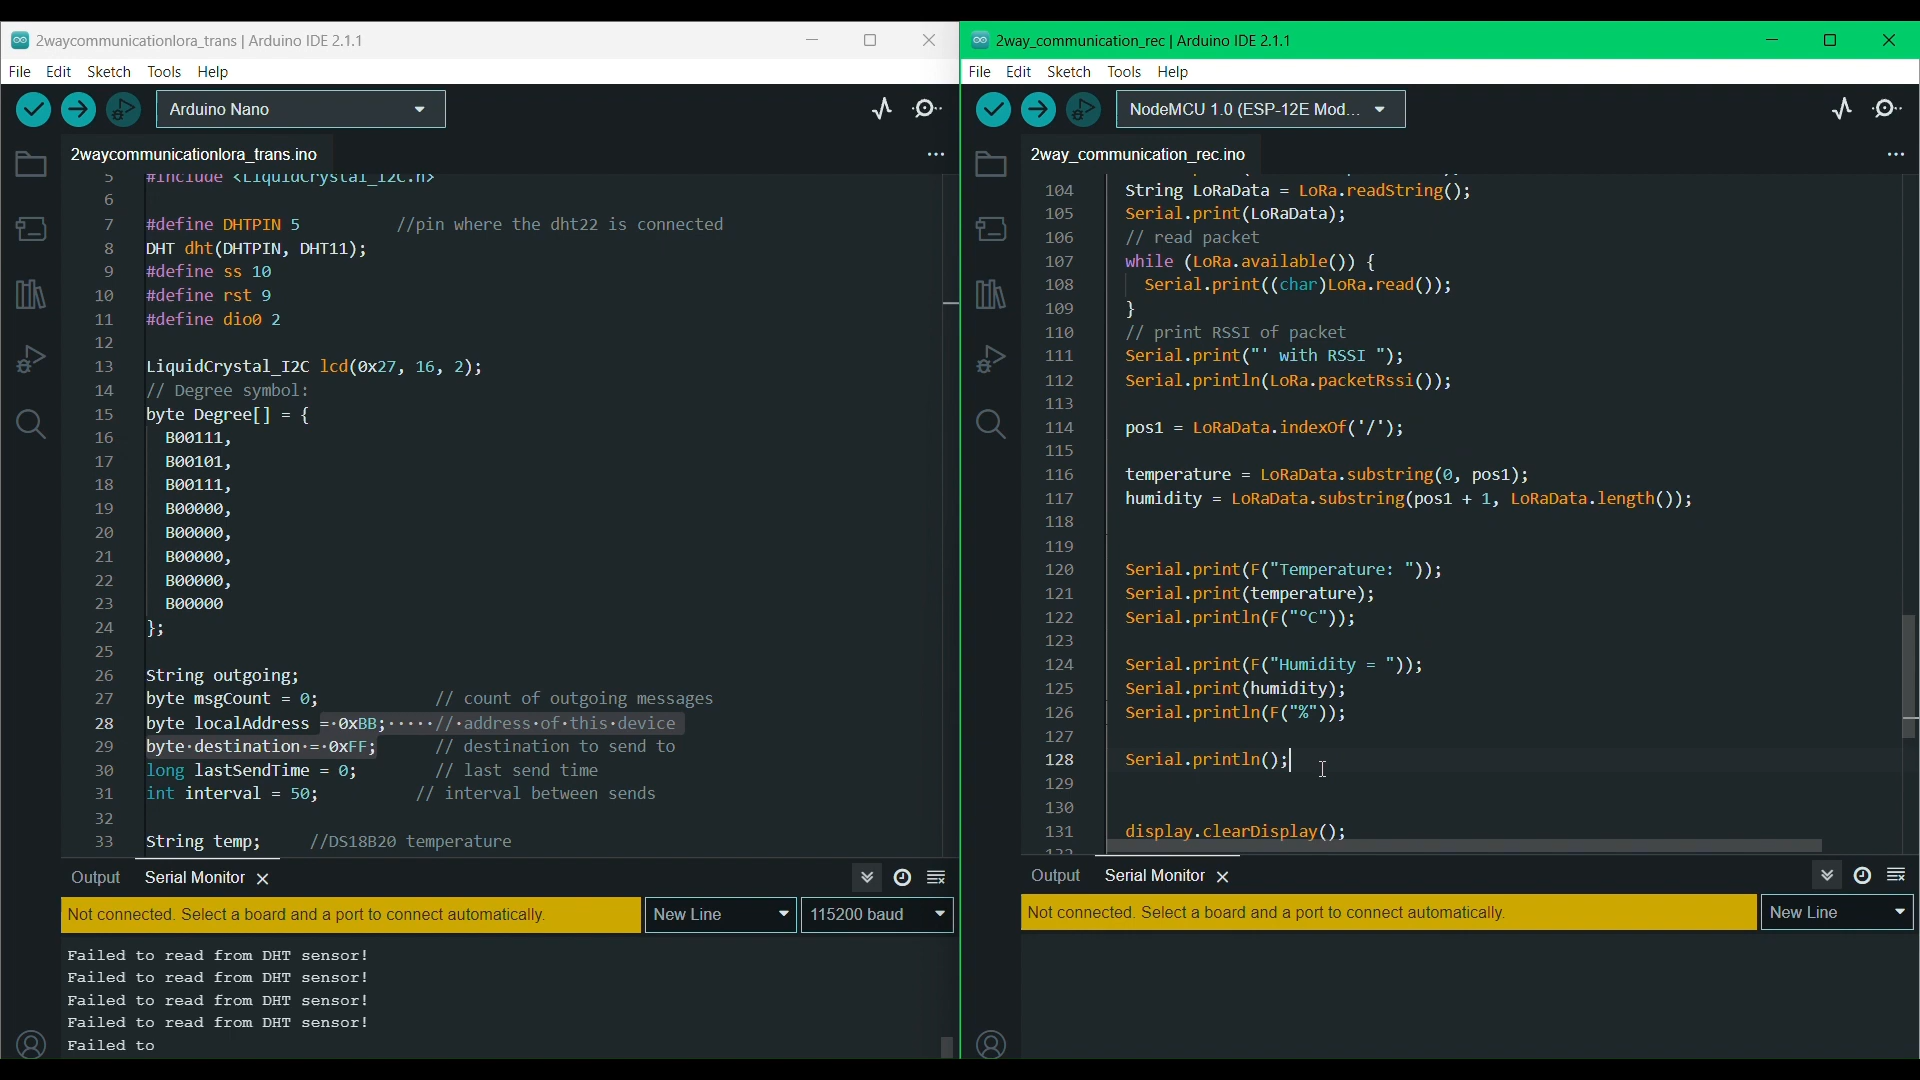 2waycommunicationlora_trans | Arduino IDE 2.1.1
File Edit Sketch Tools Help
Arduino Nano
2waycommunicationlora_trans.ino
5 #include <LiquidCrystal_I2C.h>
6
7 #define DHTPIN 5 //pin where the dht22 is connected
8 DHT dht(DHTPIN, DHT11);
9 #define ss 10
10 #define rst 9
11 #define dio0 2
12
13 LiquidCrystal_I2C lcd(0x27, 16, 2);
14 // Degree symbol:
15 byte Degree[] = {
16 B00111,
17 B00101,
18 B00111,
19 B00000,
20 B00000,
21 B00000,
22 B00000,
23 B00000
24 };
25
26 String outgoing;
27 byte msgCount = 0; // count of outgoing messages
28 byte localAddress = 0xBB; // address of this device
29 byte destination = 0xFF; // destination to send to
30 long lastSendTime = 0; // last send time
31 int interval = 50; // interval between sends
32
33 String temp; //DS18B20 temperature
Output Serial Monitor
Not connected. Select a board and a port to connect automatically.
New Line
115200 baud
Failed to read from DHT sensor!
Failed to read from DHT sensor!
Failed to read from DHT sensor!
Failed to read from DHT sensor!
Failed to
2way_communication_rec | Arduino IDE 2.1.1
File Edit Sketch Tools Help
NodeMCU 1.0 (ESP-12E Mod...
2way_communication_rec.ino
104 String LoRaData = LoRa.readString();
105 Serial.print(LoRaData);
106 // read packet
107 while (LoRa.available()) {
108 Serial.print((char)LoRa.read());
109 }
110 // print RSSI of packet
111 Serial.print("' with RSSI ");
112 Serial.println(LoRa.packetRssi());
113
114 pos1 = LoRaData.indexOf('/');
115
116 temperature = LoRaData.substring(0, pos1);
117 humidity = LoRaData.substring(pos1 + 1, LoRaData.length());
118
119
120 Serial.print(F("Temperature: "));
121 Serial.print(temperature);
122 Serial.println(F("ºC"));
123
124 Serial.print(F("Humidity = "));
125 Serial.print(humidity);
126 Serial.println(F("%"));
127
128 Serial.println();
129
130
131 display.clearDisplay();
132
Output Serial Monitor
Not connected. Select a board and a port to connect automatically.
New Line